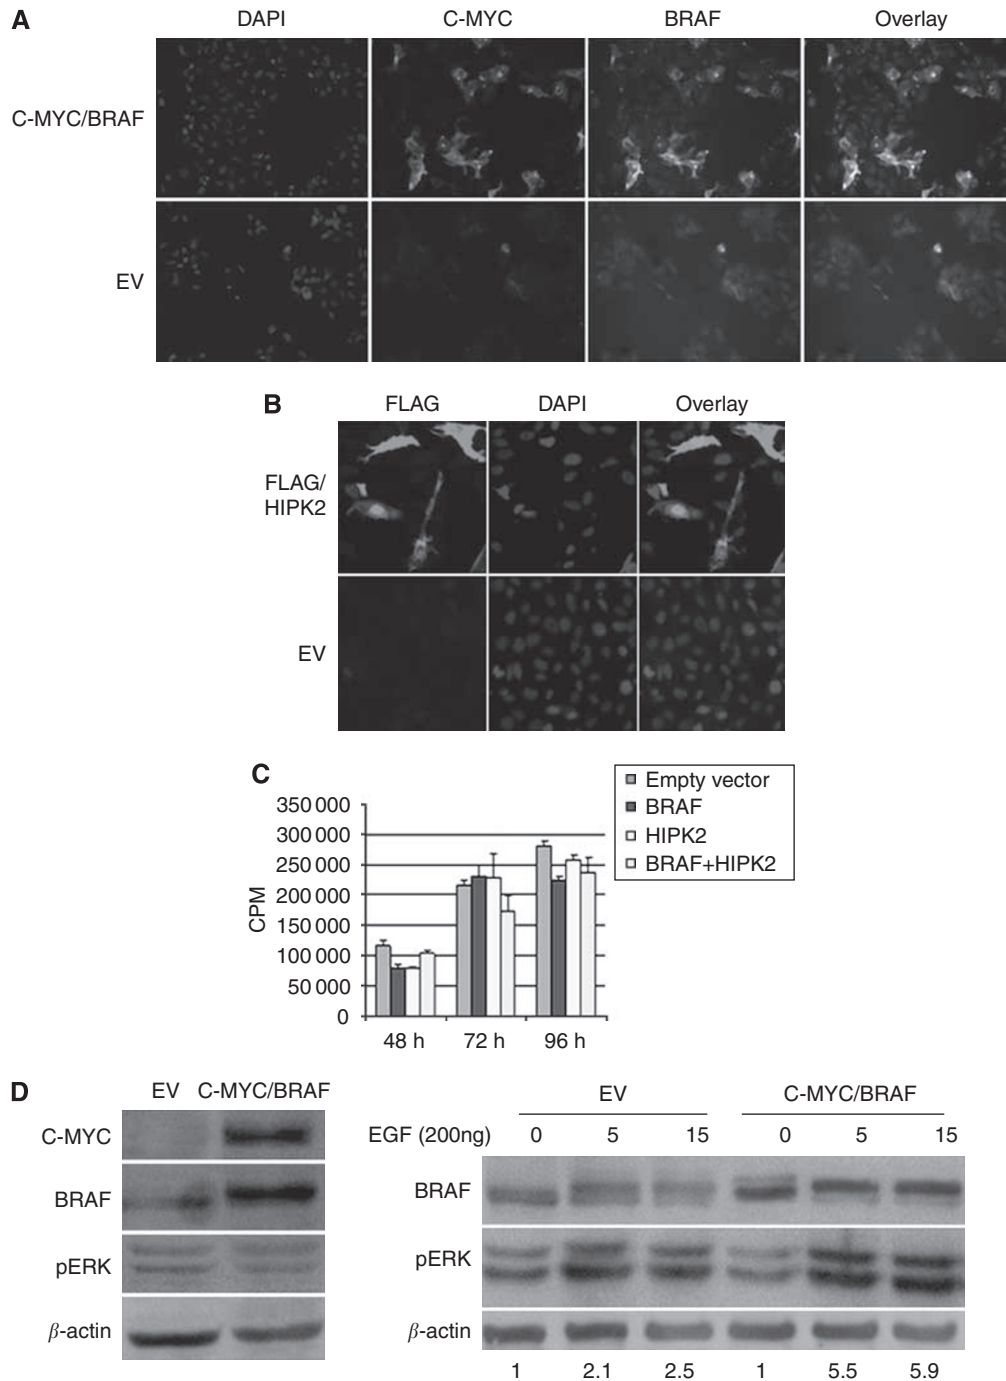 A
DAPI C-MYC BRAF Overlay
C-MYC/BRAF
EV
B
FLAG DAPI Overlay
FLAG/
HIPK2
EV
C
350 000
300 000
250 000
200 000
150 000
100 000
50 000
0
CPM
48 h 72 h 96 h
Empty vector
BRAF
HIPK2
BRAF+HIPK2
D
EV C-MYC/BRAF
C-MYC
BRAF
pERK
β-actin
EV C-MYC/BRAF
EGF (200ng) 0 5 15 0 5 15
BRAF
pERK
β-actin
1 2.1 2.5 1 5.5 5.9